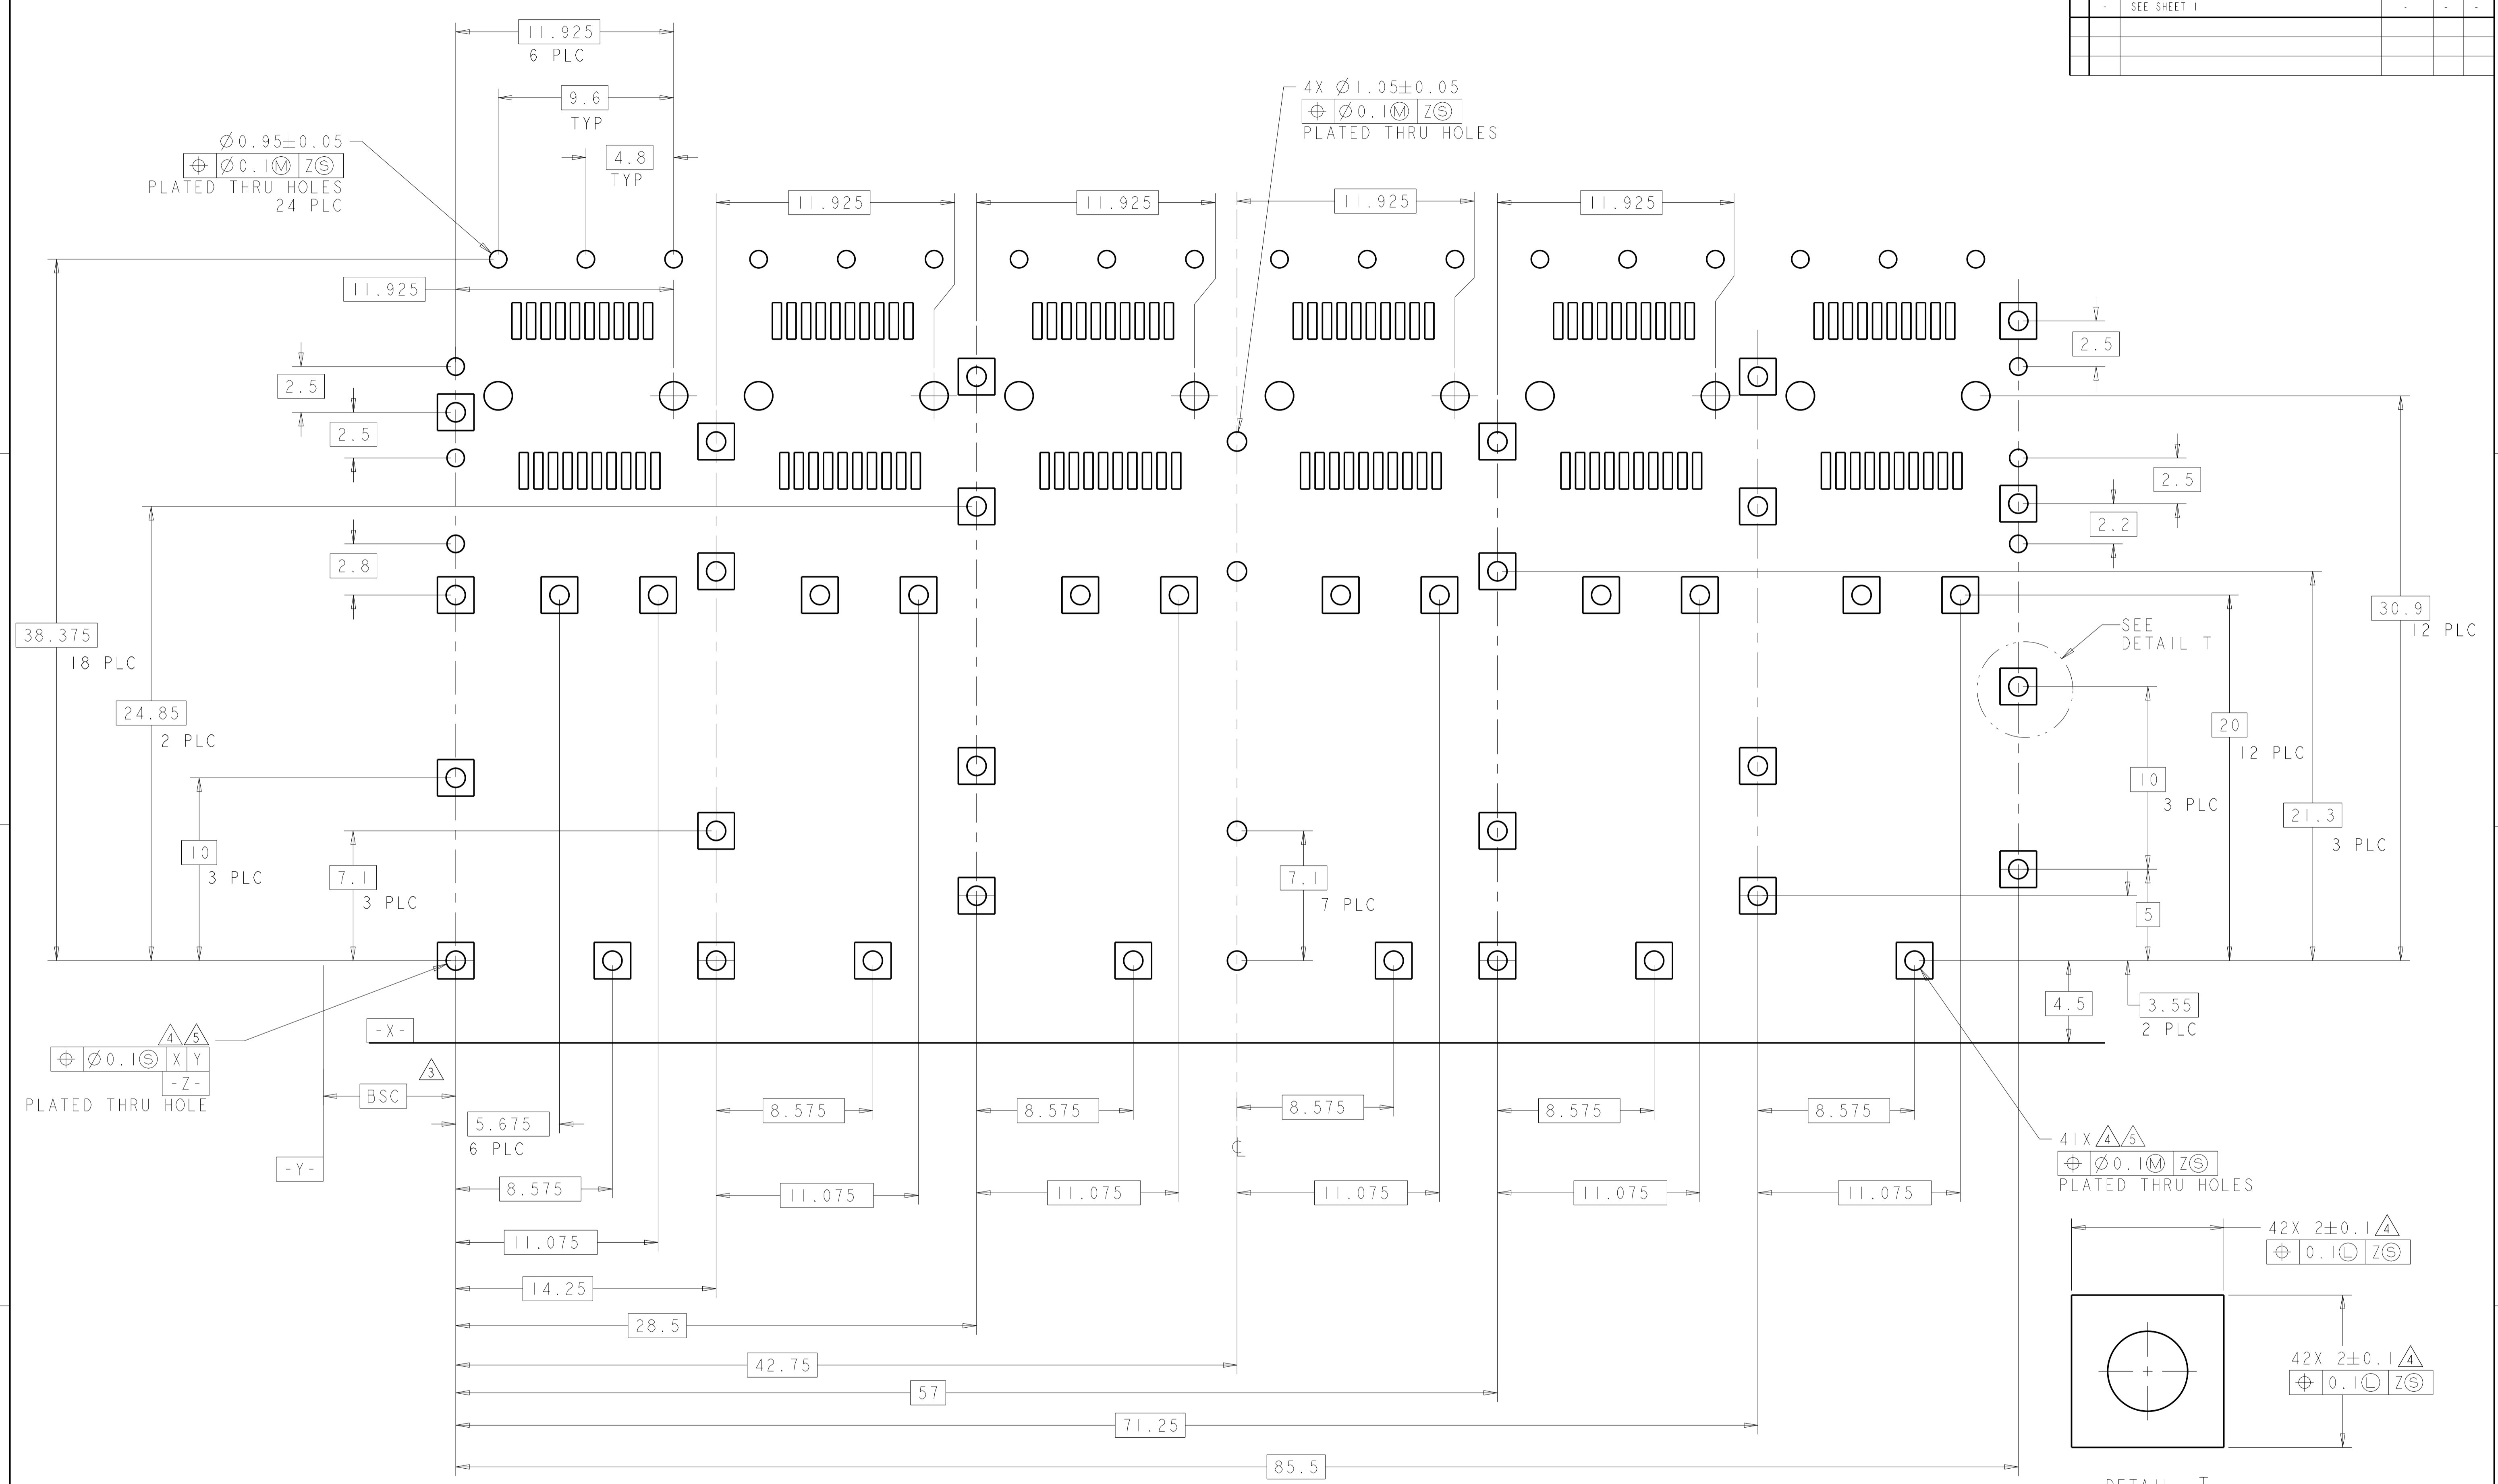 - SEE SHEET 1 - - -
11.925
6 PLC
9.6
TYP
4.8
TYP
Ø0.95±0.05
⌖ Ø0.1Ⓜ ZⓈ
PLATED THRU HOLES
24 PLC
4X Ø1.05±0.05
⌖ Ø0.1Ⓜ ZⓈ
PLATED THRU HOLES
11.925
11.925
11.925
11.925
11.925
2.5
2.5
2.8
2.5
2.5
2.2
38.375
18 PLC
24.85
2 PLC
10
3 PLC
7.1
3 PLC
7.1
7 PLC
SEE
DETAIL T
30.9
12 PLC
20
12 PLC
10
3 PLC
21.3
3 PLC
5
4.5
3.55
2 PLC
4 5
⌖ Ø0.1Ⓢ X Y
-Z-
PLATED THRU HOLE
-X-
3
BSC
-Y-
5.675
6 PLC
8.575
8.575
8.575
8.575
8.575
℄
8.575
11.075
11.075
11.075
11.075
11.075
11.075
14.25
28.5
42.75
57
71.25
85.5
41X 4 5
⌖ Ø0.1Ⓜ ZⓈ
PLATED THRU HOLES
42X 2±0.1 4
⌖ 0.1Ⓛ ZⓈ
42X 2±0.1 4
⌖ 0.1Ⓛ ZⓈ
DETAIL T